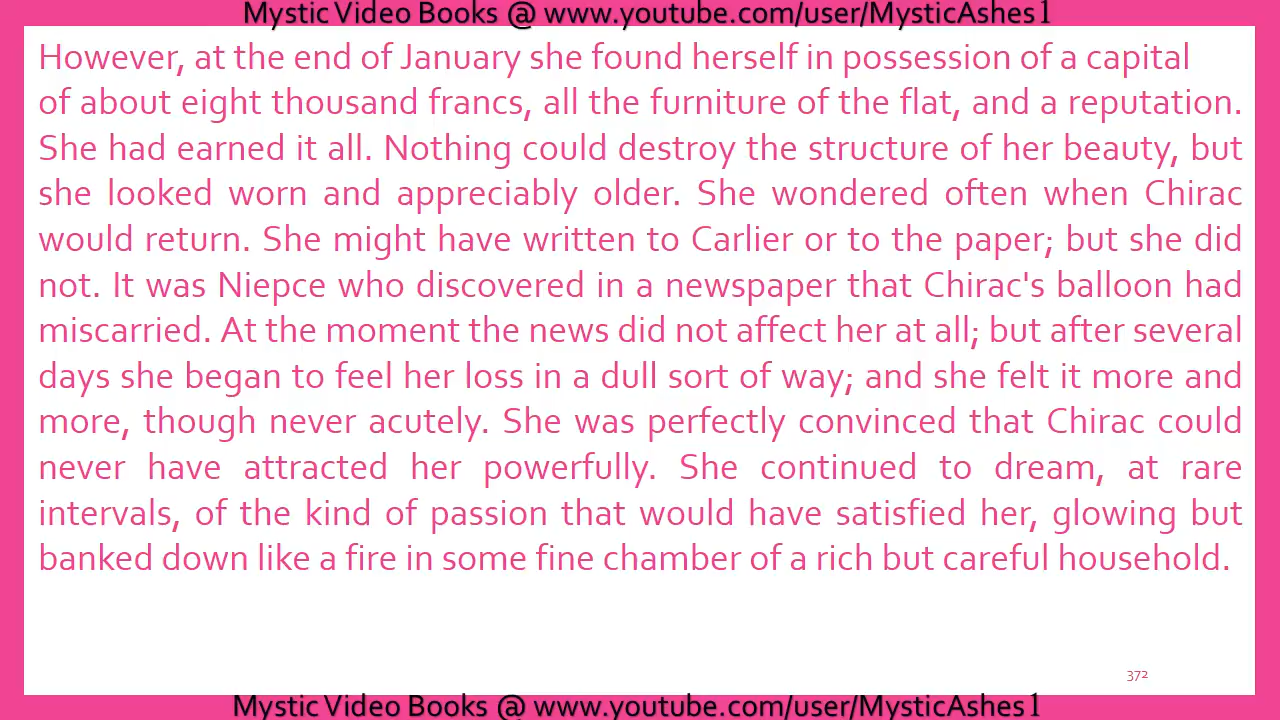 Mystic Video Books @ www.youtube.com/user/MysticAshes1
However, at the end of January she found herself in possession of a capital
of about eight thousand francs, all the furniture of the flat, and a reputation.
She had earned it all. Nothing could destroy the structure of her beauty, but
she looked worn and appreciably older. She wondered often when Chirac
would return. She might have written to Carlier or to the paper; but she did
not. It was Niepce who discovered in a newspaper that Chirac's balloon had
miscarried. At the moment the news did not affect her at all; but after several
days she began to feel her loss in a dull sort of way; and she felt it more and
more, though never acutely. She was perfectly convinced that Chirac could
never have attracted her powerfully. She continued to dream, at rare
intervals, of the kind of passion that would have satisfied her, glowing but
banked down like a fire in some fine chamber of a rich but careful household.
372
Mystic Video Books @ www.youtube.com/user/MysticAshes1